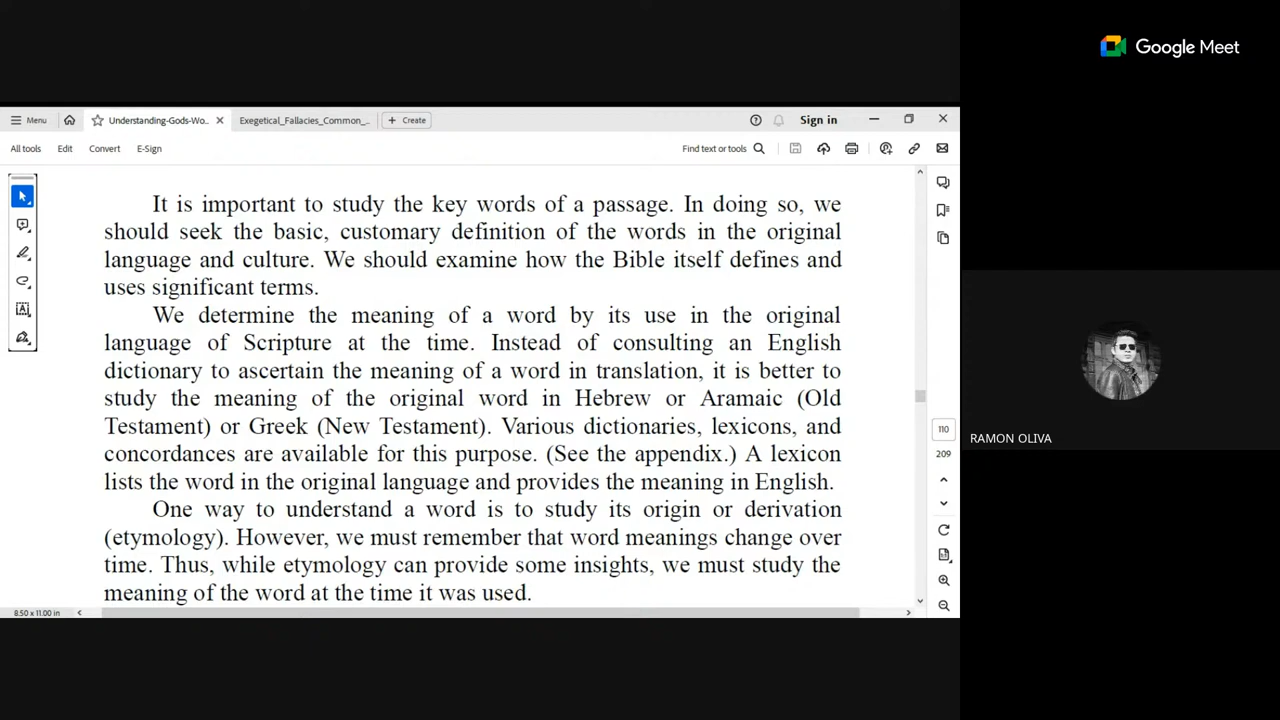 Google Meet
Menu
Understanding-Gods-Wo...
Exegetical_Fallacies_Common_...
Create
Sign in
All tools
Edit
Convert
E-Sign
Find text or tools
It is important to study the key words of a passage. In doing so, we
should seek the basic, customary definition of the words in the original
language and culture. We should examine how the Bible itself defines and
uses significant terms.
We determine the meaning of a word by its use in the original
language of Scripture at the time. Instead of consulting an English
dictionary to ascertain the meaning of a word in translation, it is better to
study the meaning of the original word in Hebrew or Aramaic (Old
Testament) or Greek (New Testament). Various dictionaries, lexicons, and
concordances are available for this purpose. (See the appendix.) A lexicon
lists the word in the original language and provides the meaning in English.
One way to understand a word is to study its origin or derivation
(etymology). However, we must remember that word meanings change over
time. Thus, while etymology can provide some insights, we must study the
meaning of the word at the time it was used.
110
209
8.50 x 11.00 in
RAMON OLIVA